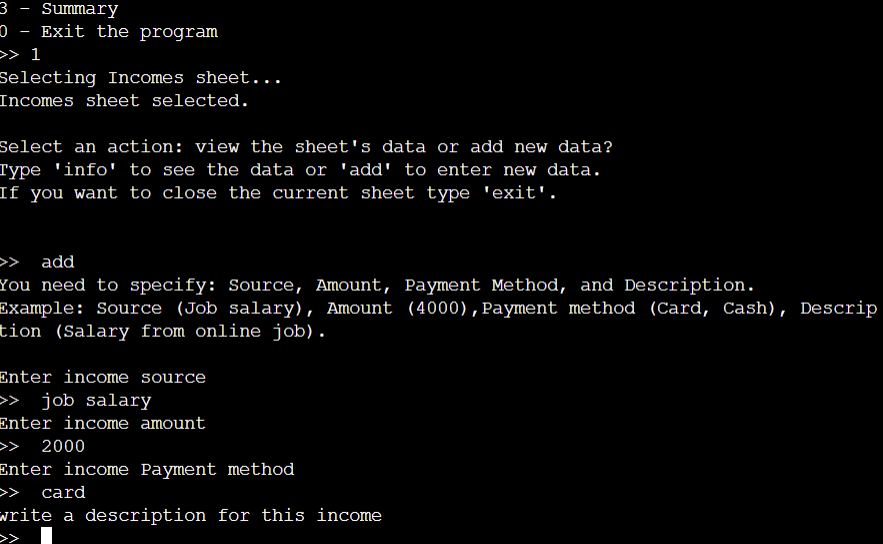 3 - Summary
0 - Exit the program
>> 1
Selecting Incomes sheet...
Incomes sheet selected.
Select an action: view the sheet's data or add new data?
Type 'info' to see the data or 'add' to enter new data.
If you want to close the current sheet type 'exit'.
>> add
You need to specify: Source, Amount, Payment Method, and Description.
Example: Source (Job salary), Amount (4000),Payment method (Card, Cash), Descrip
tion (Salary from online job).
Enter income source
>> job salary
Enter income amount
>> 2000
Enter income Payment method
>> card
write a description for this income
>>